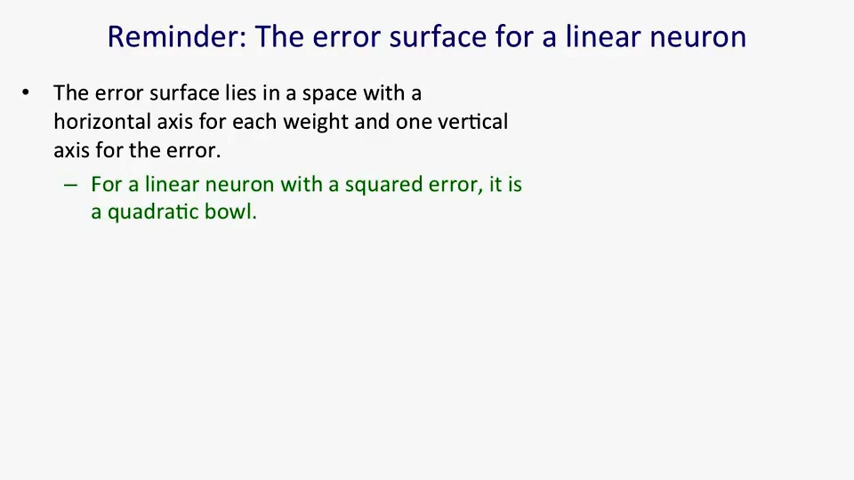 Reminder: The error surface for a linear neuron
• The error surface lies in a space with a
horizontal axis for each weight and one vertical
axis for the error.
– For a linear neuron with a squared error, it is
a quadratic bowl.